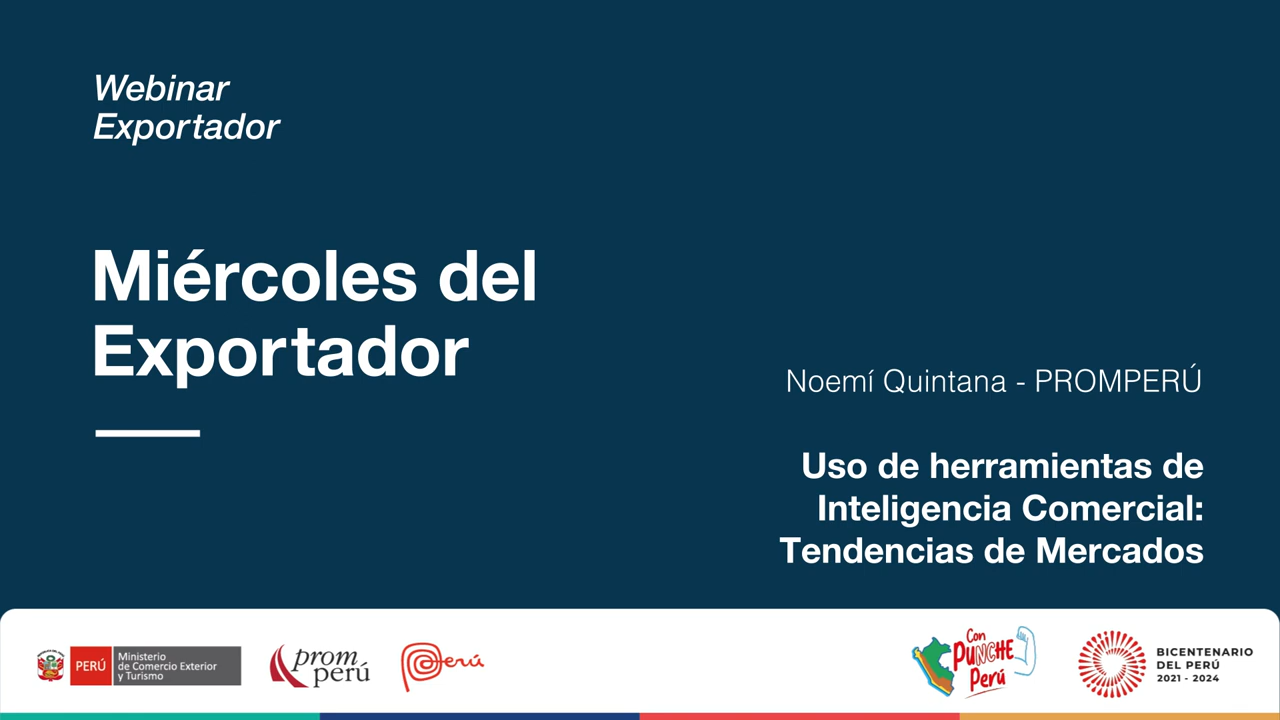 Webinar
Exportador
Miércoles del
Exportador
Noemí Quintana - PROMPERÚ
Uso de herramientas de
Inteligencia Comercial:
Tendencias de Mercados
PERÚ
Ministerio
de Comercio Exterior
y Turismo
prom
perú
Perú
Con
PUNCHE
Perú
BICENTENARIO
DEL PERÚ
2021 - 2024